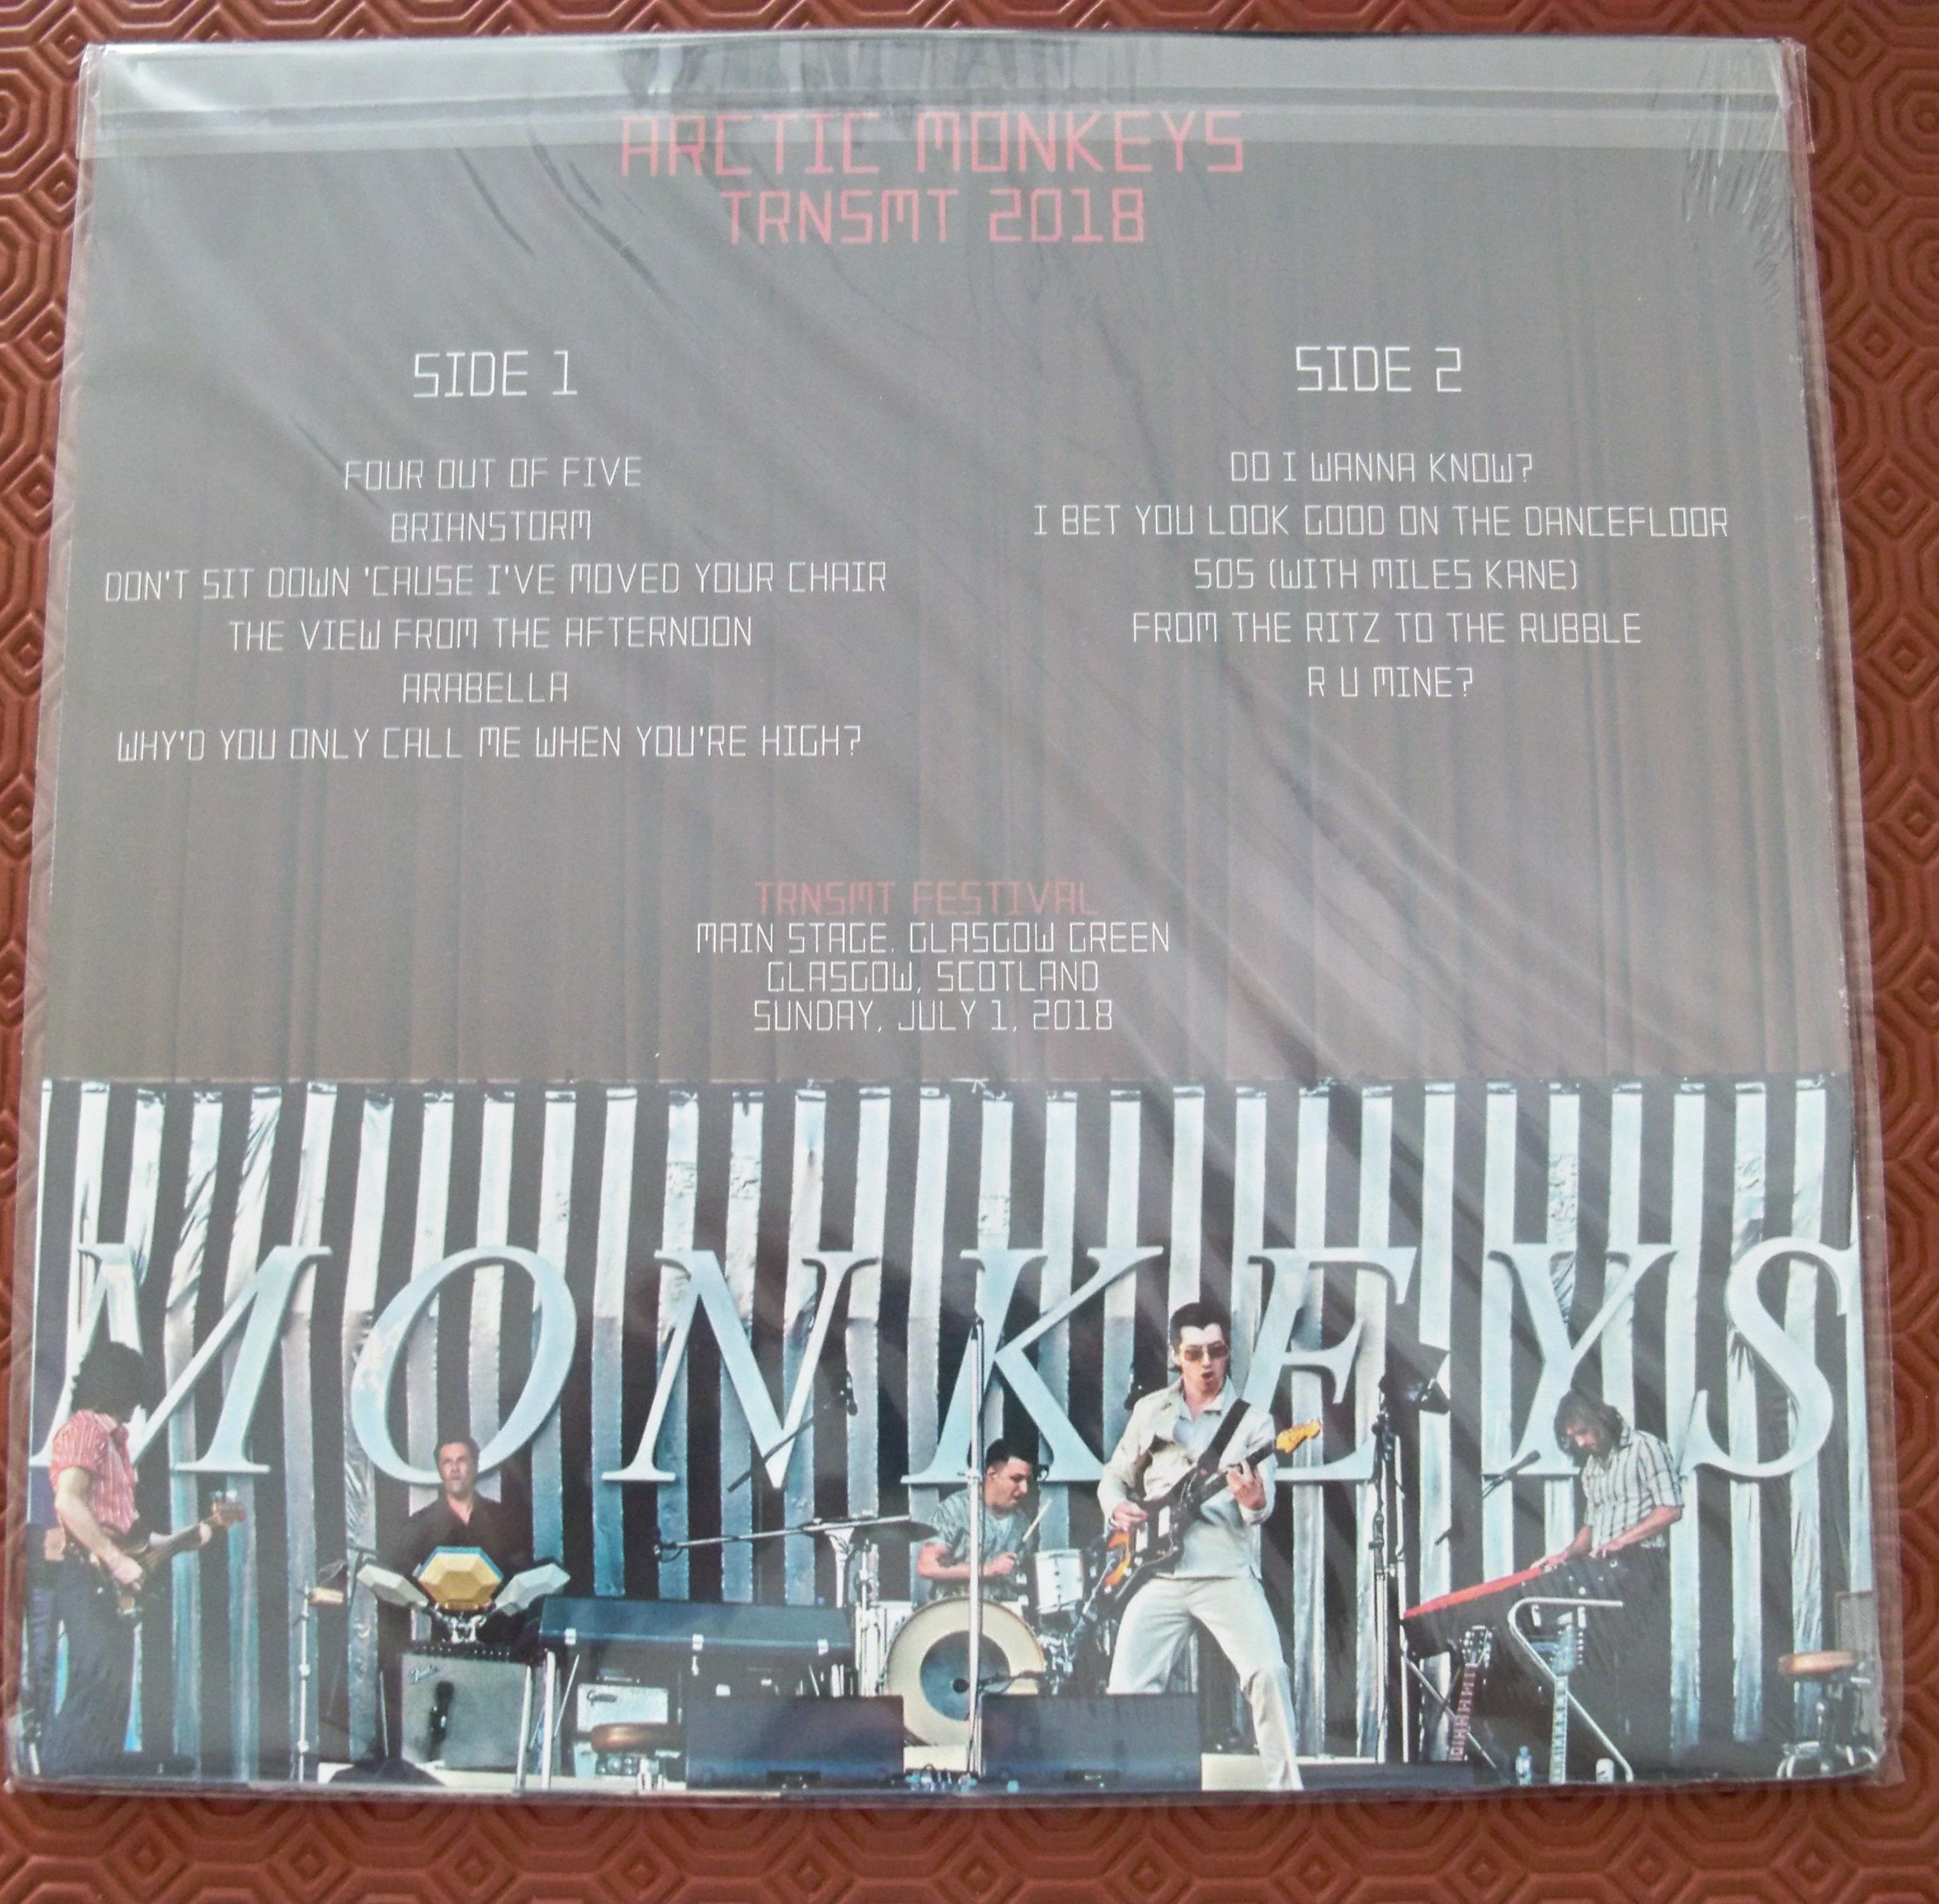 ARCTIC MONKEYS
TRNSMT 2018
SIDE 1
FOUR OUT OF FIVE
BRIANSTORM
DON'T SIT DOWN 'CAUSE I'VE MOVED YOUR CHAIR
THE VIEW FROM THE AFTERNOON
ARABELLA
WHY'D YOU ONLY CALL ME WHEN YOU'RE HIGH?
SIDE 2
DO I WANNA KNOW?
I BET YOU LOOK GOOD ON THE DANCEFLOOR
505 (WITH MILES KANE)
FROM THE RITZ TO THE RUBBLE
R U MINE?
TRNSMT FESTIVAL
MAIN STAGE. GLASGOW GREEN
GLASGOW, SCOTLAND
SUNDAY, JULY 1, 2018
MONKEYS
Fender